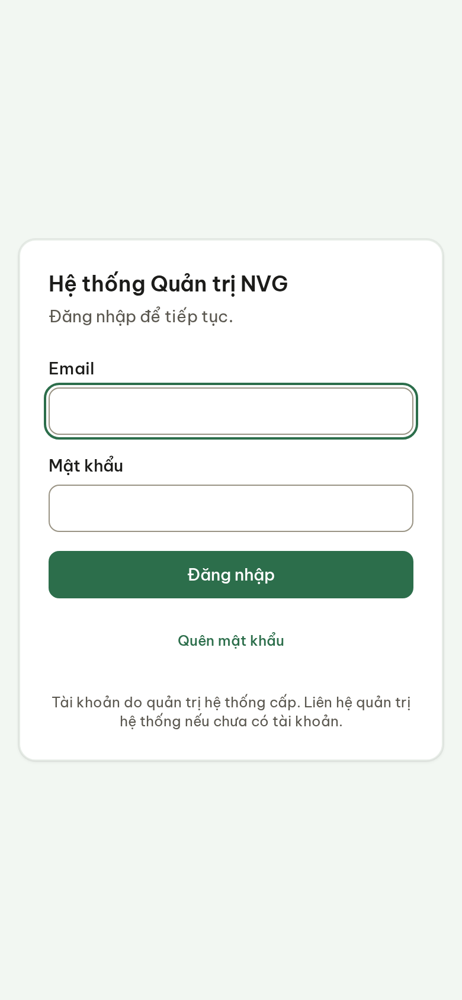 Hệ thống Quản trị NVG
Đăng nhập để tiếp tục.
Email
Mật khẩu
Đăng nhập
Quên mật khẩu
Tài khoản do quản trị hệ thống cấp. Liên hệ quản trị
hệ thống nếu chưa có tài khoản.